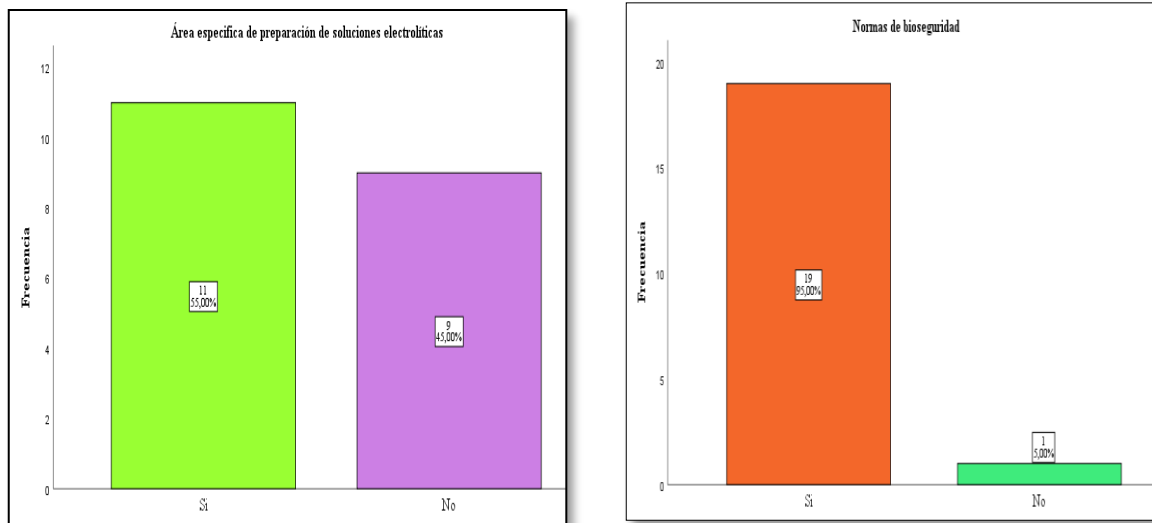 Área especifica de preparación de soluciones electrolíticas
12
10
8
6
4
2
0
Frecuencia
11
55,00%
9
45,00%
Si
No
Normas de bioseguridad
20
15
10
5
0
Frecuencia
19
95,00%
1
5,00%
Si
No